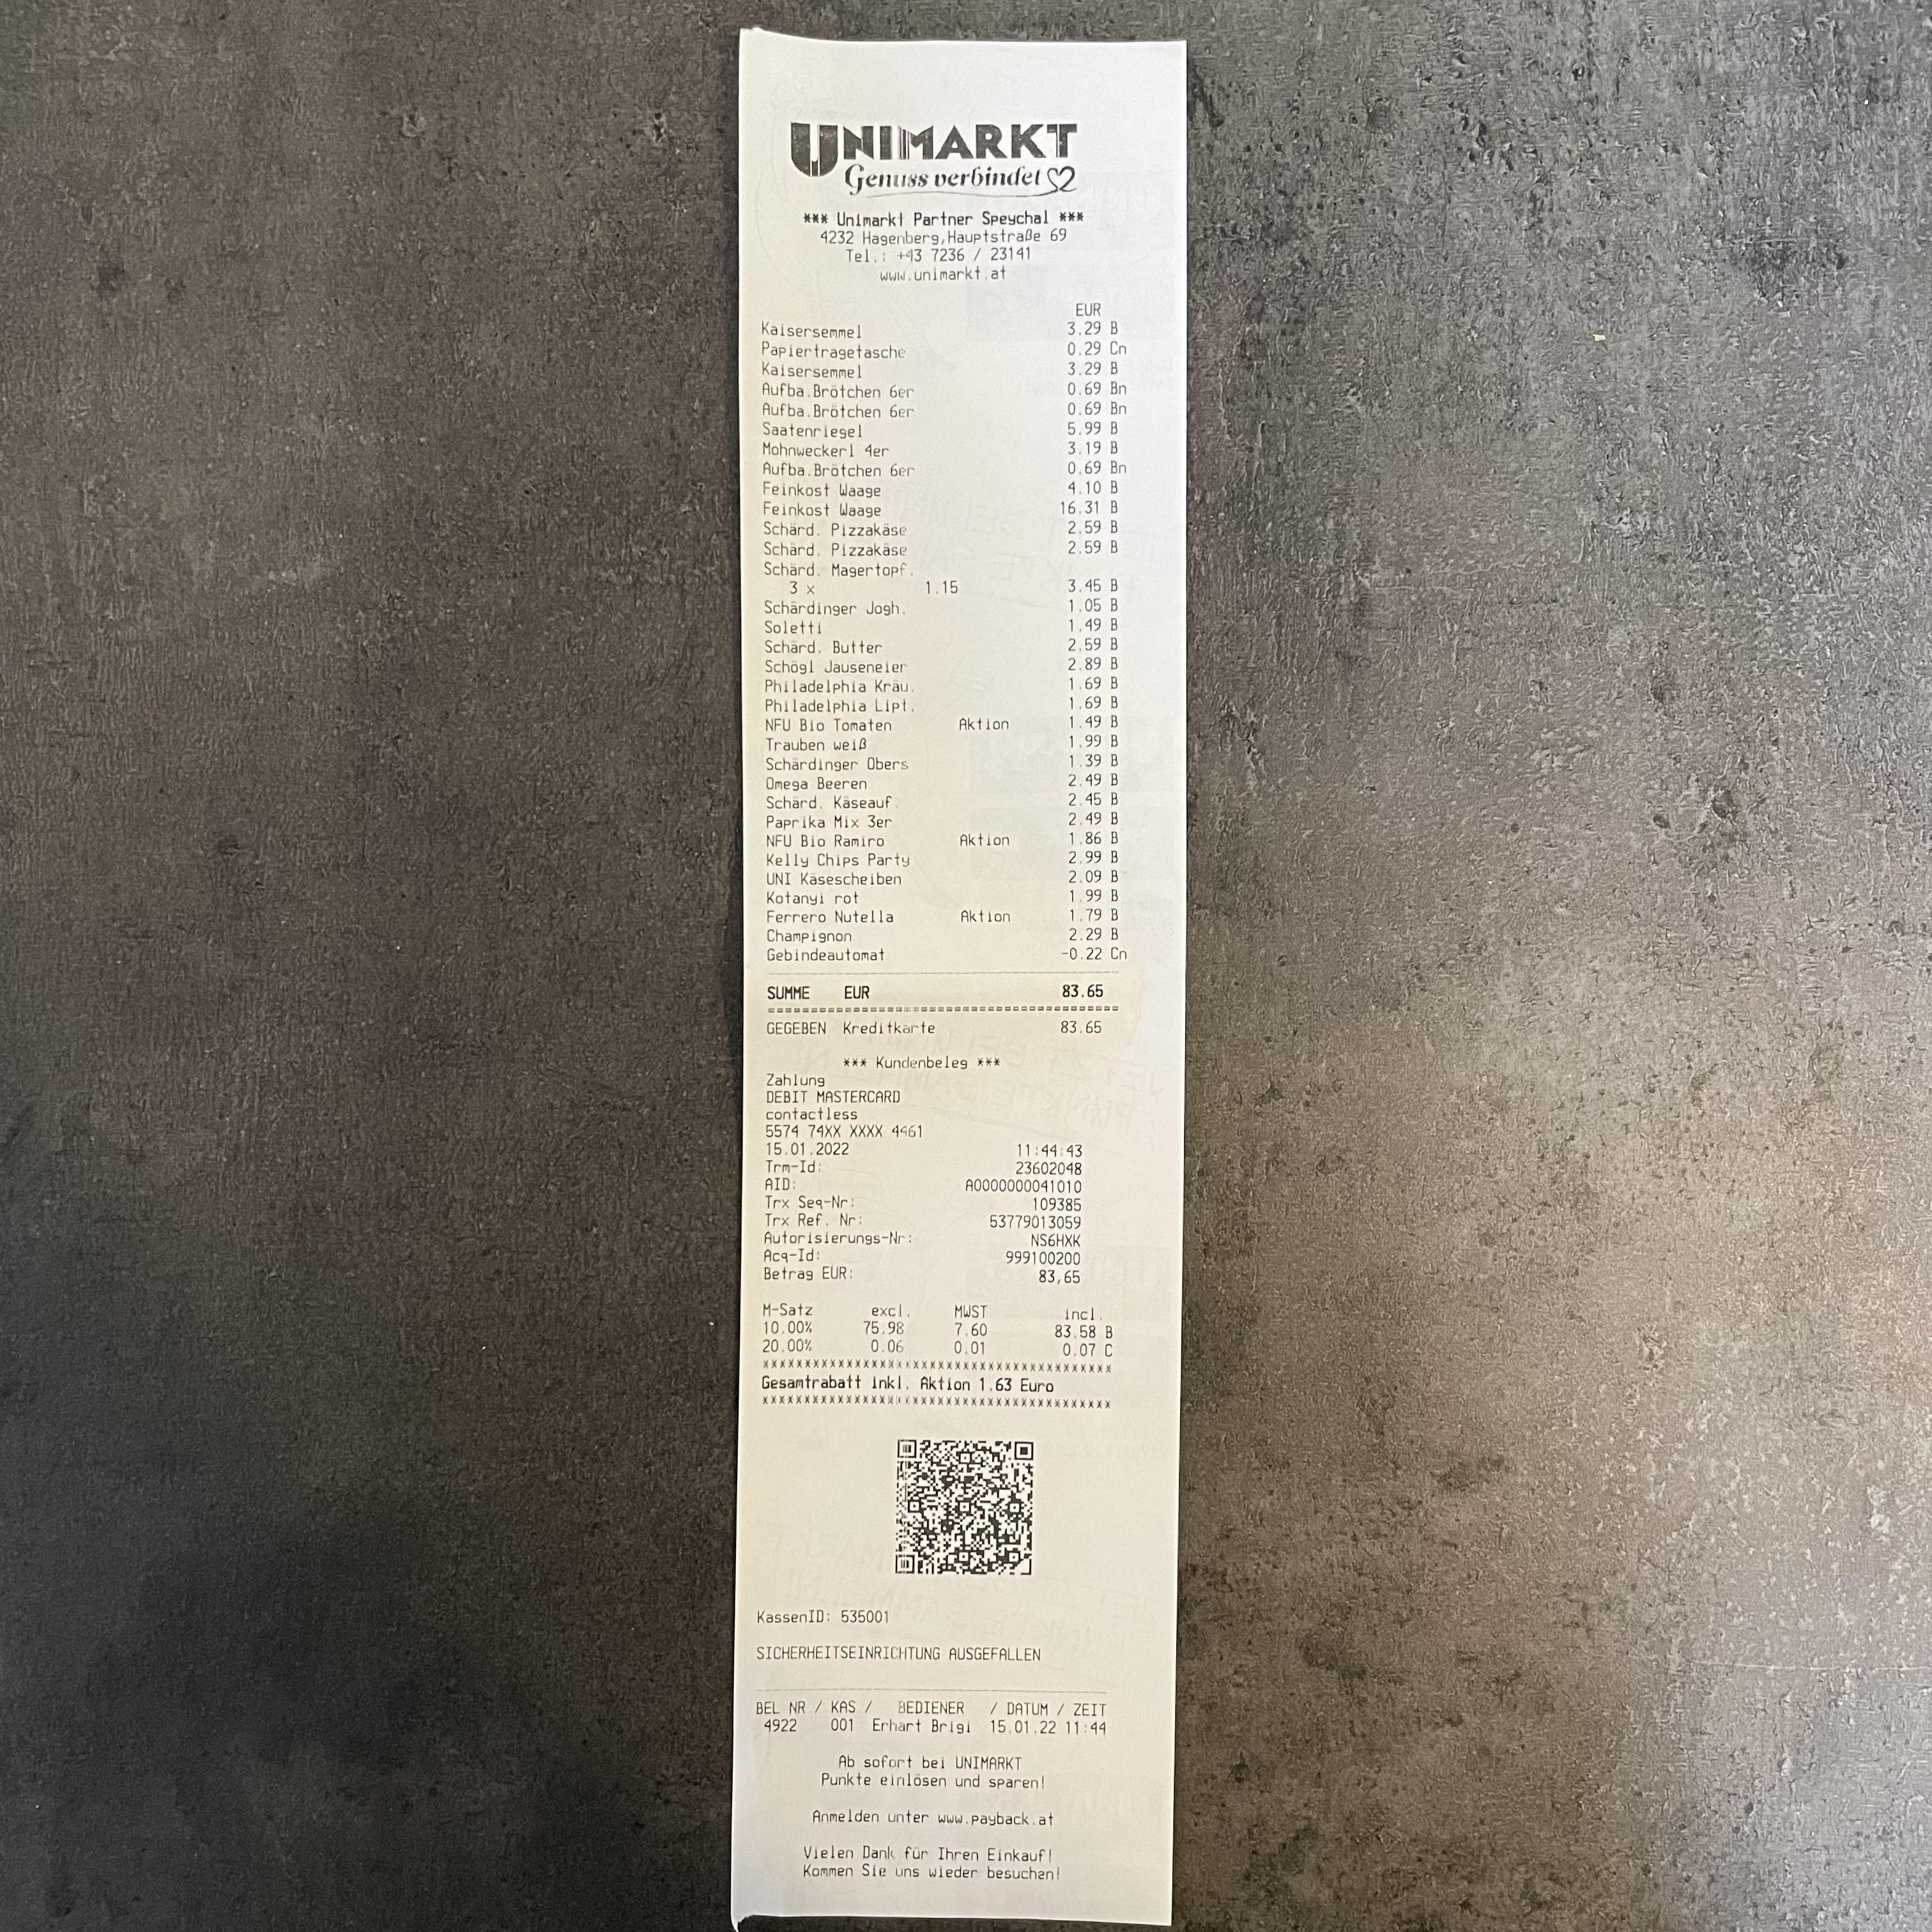 UNIMARKT
Genuss verbindet
*** Unimarkt Partner Speychal ***
4232 Hagenberg,Hauptstraße 69
Tel.: +43 7236 / 23141
www.unimarkt.at
EUR
Kaisersemmel 3.29 B
Papiertragetasche 0.29 Cn
Kaisersemmel 3.29 B
Aufba.Brötchen 6er 0.69 Bn
Aufba.Brötchen 6er 0.69 Bn
Saatenriegel 5.99 B
Mohnweckerl 4er 3.19 B
Aufba.Brötchen 6er 0.69 Bn
Feinkost Waage 4.10 B
Feinkost Waage 16.31 B
Schärd. Pizzakäse 2.59 B
Schärd. Pizzakäse 2.59 B
Schärd. Magertopf.
3 x 1.15 3.45 B
Schärdinger Jogh. 1.05 B
Soletti 1.49 B
Schärd. Butter 2.59 B
Schögl Jauseneier 2.89 B
Philadelphia Kräu. 1.69 B
Philadelphia Lipt. 1.69 B
NFU Bio Tomaten Aktion 1.49 B
Trauben weiß 1.99 B
Schärdinger Obers 1.39 B
Omega Beeren 2.49 B
Schärd. Käseauf. 2.45 B
Paprika Mix 3er 2.49 B
NFU Bio Ramiro Aktion 1.86 B
Kelly Chips Party 2.99 B
UNI Käsescheiben 2.09 B
Kotanyi rot 1.99 B
Ferrero Nutella Aktion 1.79 B
Champignon 2.29 B
Gebindeautomat -0.22 Cn
SUMME EUR 83.65
GEGEBEN Kreditkarte 83.65
*** Kundenbeleg ***
Zahlung
DEBIT MASTERCARD
contactless
5574 74XX XXXX 4461
15.01.2022 11:44:43
Trm-Id: 23602048
AID: A0000000041010
Trx Seq-Nr: 109385
Trx Ref. Nr: 53779013059
Autorisierungs-Nr: NS6HXK
Acq-Id: 999100200
Betrag EUR: 83,65
M-Satz excl. MWST incl.
10.00% 75.98 7.60 83.58 B
20.00% 0.06 0.01 0.07 C
Gesamtrabatt inkl. Aktion 1.63 Euro
KassenID: 535001
SICHERHEITSEINRICHTUNG AUSGEFALLEN
BEL NR / KAS / BEDIENER / DATUM / ZEIT
4922 001 Erhart Brigi 15.01.22 11:44
Ab sofort bei UNIMARKT
Punkte einlösen und sparen!
Anmelden unter www.payback.at
Vielen Dank für Ihren Einkauf!
Kommen Sie uns wieder besuchen!